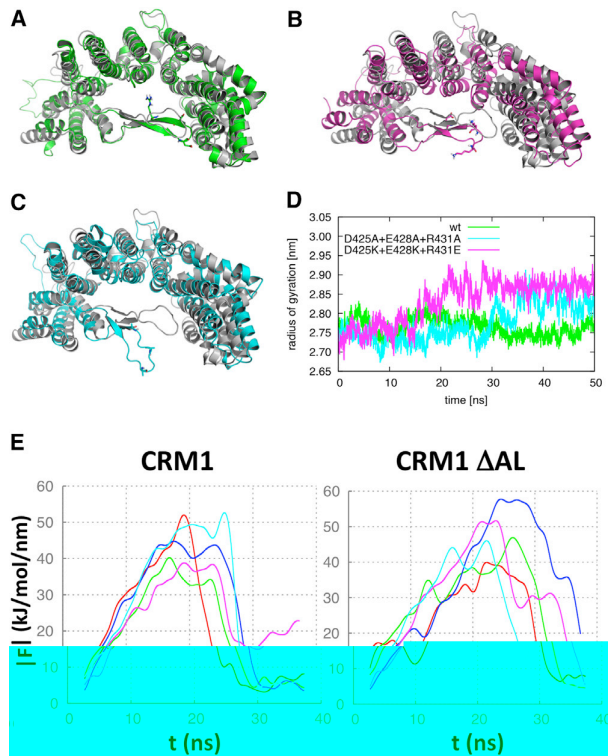 A
B
C
D
3.05
3.00
2.95
2.90
2.85
2.80
2.75
2.70
2.65
radius of gyration [nm]
wt
D425A+E428A+R431A
D425K+E428K+R431E
0 10 20 30 40 50
time [ns]
E
CRM1
CRM1 ΔAL
|F| (kJ/mol/nm)
60
50
40
30
20
10
0
0 10 20 30 40
t (ns)
60
50
40
30
20
10
0
0 10 20 30 40
t (ns)